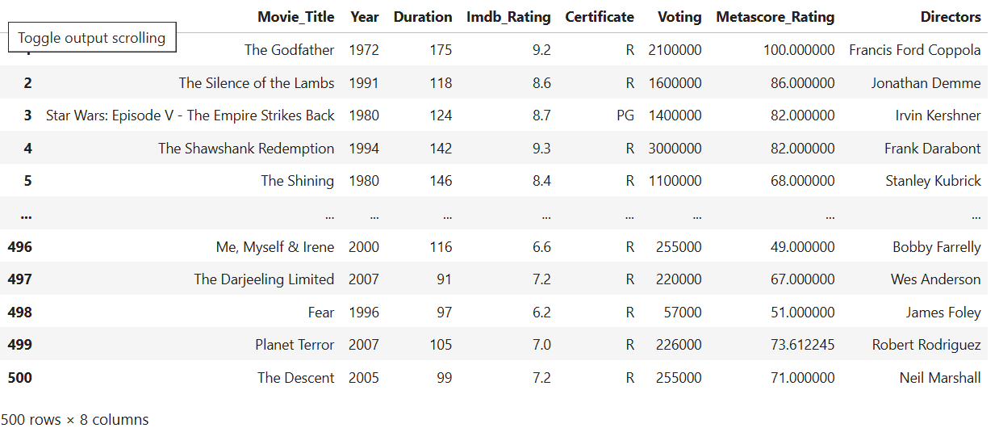 Movie_Title Year Duration Imdb_Rating Certificate Voting Metascore_Rating Directors
Toggle output scrolling
The Godfather 1972 175 9.2 R 2100000 100.000000 Francis Ford Coppola
2 The Silence of the Lambs 1991 118 8.6 R 1600000 86.000000 Jonathan Demme
3 Star Wars: Episode V - The Empire Strikes Back 1980 124 8.7 PG 1400000 82.000000 Irvin Kershner
4 The Shawshank Redemption 1994 142 9.3 R 3000000 82.000000 Frank Darabont
5 The Shining 1980 146 8.4 R 1100000 68.000000 Stanley Kubrick
... ... ... ... ... ... ... ... ...
496 Me, Myself & Irene 2000 116 6.6 R 255000 49.000000 Bobby Farrelly
497 The Darjeeling Limited 2007 91 7.2 R 220000 67.000000 Wes Anderson
498 Fear 1996 97 6.2 R 57000 51.000000 James Foley
499 Planet Terror 2007 105 7.0 R 226000 73.612245 Robert Rodriguez
500 The Descent 2005 99 7.2 R 255000 71.000000 Neil Marshall
500 rows × 8 columns